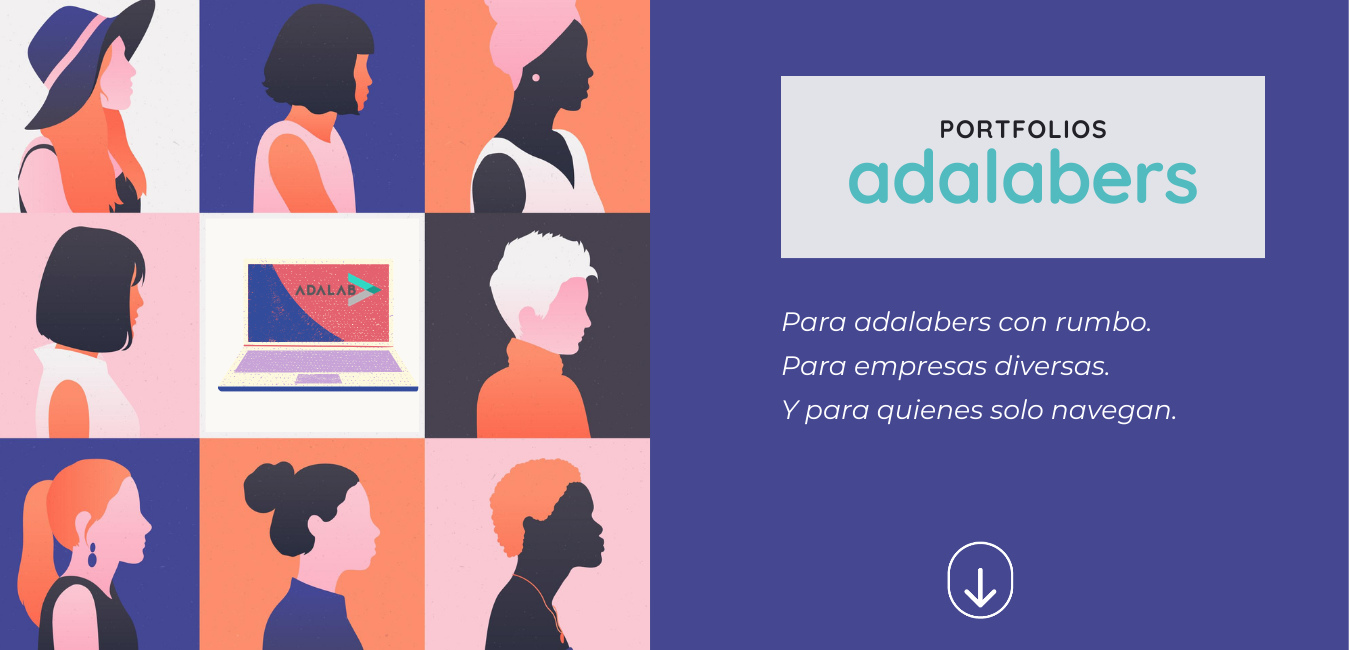 ADALAB
PORTFOLIOS
adalabers
Para adalabers con rumbo.
Para empresas diversas.
Y para quienes solo navegan.